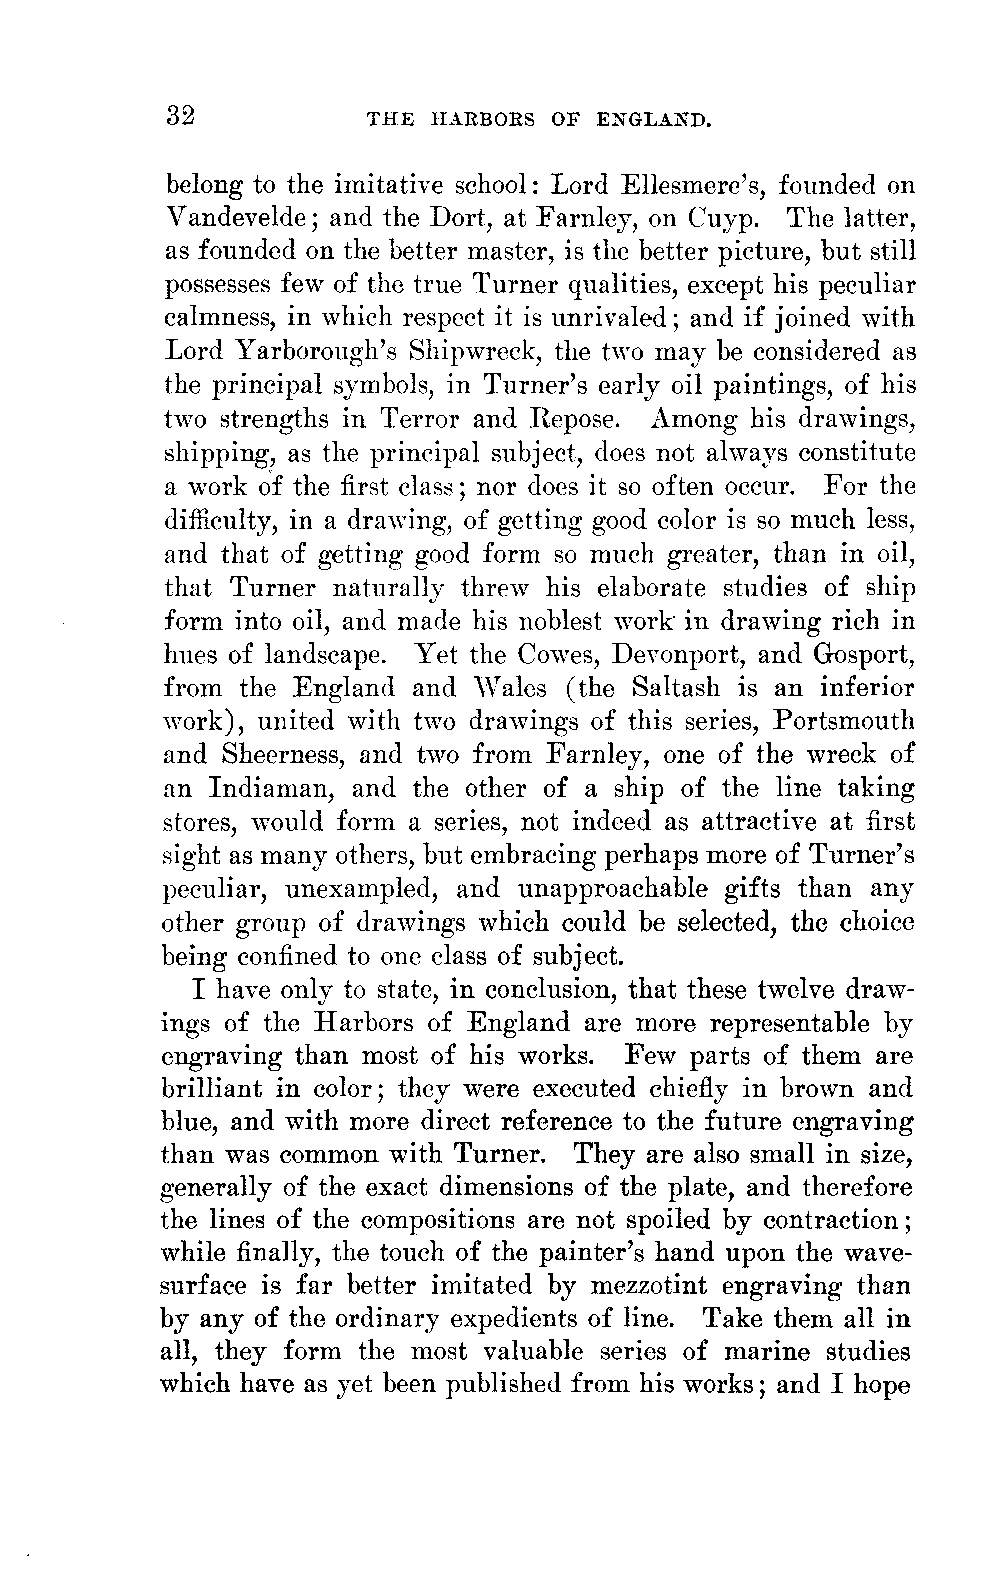 32 THE HARBORS OF ENGLAND.
belong to the imitative school: Lord Ellesmere's, founded on
Vandevelde; and the Dort, at Farnley, on Cuyp. The latter,
as founded on the better master, is the better picture, but still
possesses few of the true Turner qualities, except his peculiar
calmness, in which respect it is unrivaled; and if joined with
Lord Yarborough's Shipwreck, the two may be considered as
the principal symbols, in Turner's early oil paintings, of his
two strengths in Terror and Repose. Among his drawings,
shipping, as the principal subject, does not always constitute
a work of the first class; nor does it so often occur. For the
difficulty, in a drawing, of getting good color is so much less,
and that of getting good form so much greater, than in oil,
that Turner naturally threw his elaborate studies of ship
form into oil, and made his noblest work in drawing rich in
hues of landscape. Yet the Cowes, Devonport, and Gosport,
from the England and Wales (the Saltash is an inferior
work), united with two drawings of this series, Portsmouth
and Sheerness, and two from Farnley, one of the wreck of
an Indiaman, and the other of a ship of the line taking
stores, would form a series, not indeed as attractive at first
sight as many others, but embracing perhaps more of Turner's
peculiar, unexampled, and unapproachable gifts than any
other group of drawings which could be selected, the choice
being confined to one class of subject.
I have only to state, in conclusion, that these twelve draw-
ings of the Harbors of England are more representable by
engraving than most of his works. Few parts of them are
brilliant in color; they were executed chiefly in brown and
blue, and with more direct reference to the future engraving
than was common with Turner. They are also small in size,
generally of the exact dimensions of the plate, and therefore
the lines of the compositions are not spoiled by contraction;
while finally, the touch of the painter's hand upon the wave-
surface is far better imitated by mezzotint engraving than
by any of the ordinary expedients of line. Take them all in
all, they form the most valuable series of marine studies
which have as yet been published from his works; and I hope